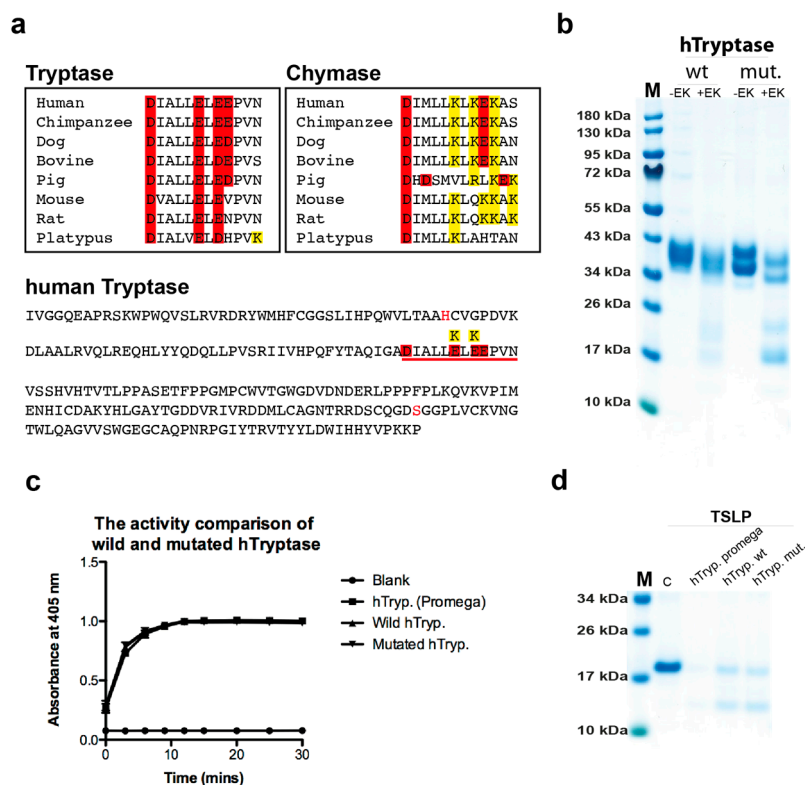 a
Tryptase
Human DIALLELEEPVN
Chimpanzee DIALLELEEPVN
Dog DIALLELEDPVN
Bovine DIALLELEDPVS
Pig DIALLELEDPVN
Mouse DVALLELEVPVN
Rat DIALLELENPVN
Platypus DIALVELDHPVK
Chymase
Human DIMLLKLKEKAS
Chimpanzee DIMLLKLKEKAS
Dog DIMLLKLKEKAN
Bovine DIMLLKLKEKAN
Pig DHDSMVLRLKEK
Mouse DIMLLKLQKKAK
Rat DIMLLKLQKKAK
Platypus DIMLLKLAHTAN
human Tryptase
IVGGQEAPRSKWPWQVSLRVRDRYWMHFCGGSLIHPQWVLTAAHCVGPDVK
K K
DLAALRVQLREQHLYYQDQLLPVSRIIVHPQFYTAQIGADIALLELEEPVN
VSSHVHTVTLPPASETFPPGMPCWVTGWGDVDNDERLPPPFPLKQVKVPIM
ENHICDAKYHLGAYTGDDVRIVRDDMLCAGNTRRDSCQGDSGGPLVCKVNG
TWLQAGVVSWGEGCAQPNRPGIYTRVTYYLDWIHHYVPKKP
b
hTryptase
wt mut.
M -EK +EK -EK +EK
180 kDa
130 kDa
95 kDa
72 kDa
55 kDa
43 kDa
34 kDa
26 kDa
17 kDa
10 kDa
c
The activity comparison of
wild and mutated hTryptase
Absorbance at 405 nm
1.5
1.0
0.5
0.0
0 10 20 30
Time (mins)
Blank
hTryp. (Promega)
Wild hTryp.
Mutated hTryp.
d
TSLP
M C hTryp. promega hTryp. wt hTryp. mut.
34 kDa
26 kDa
17 kDa
10 kDa